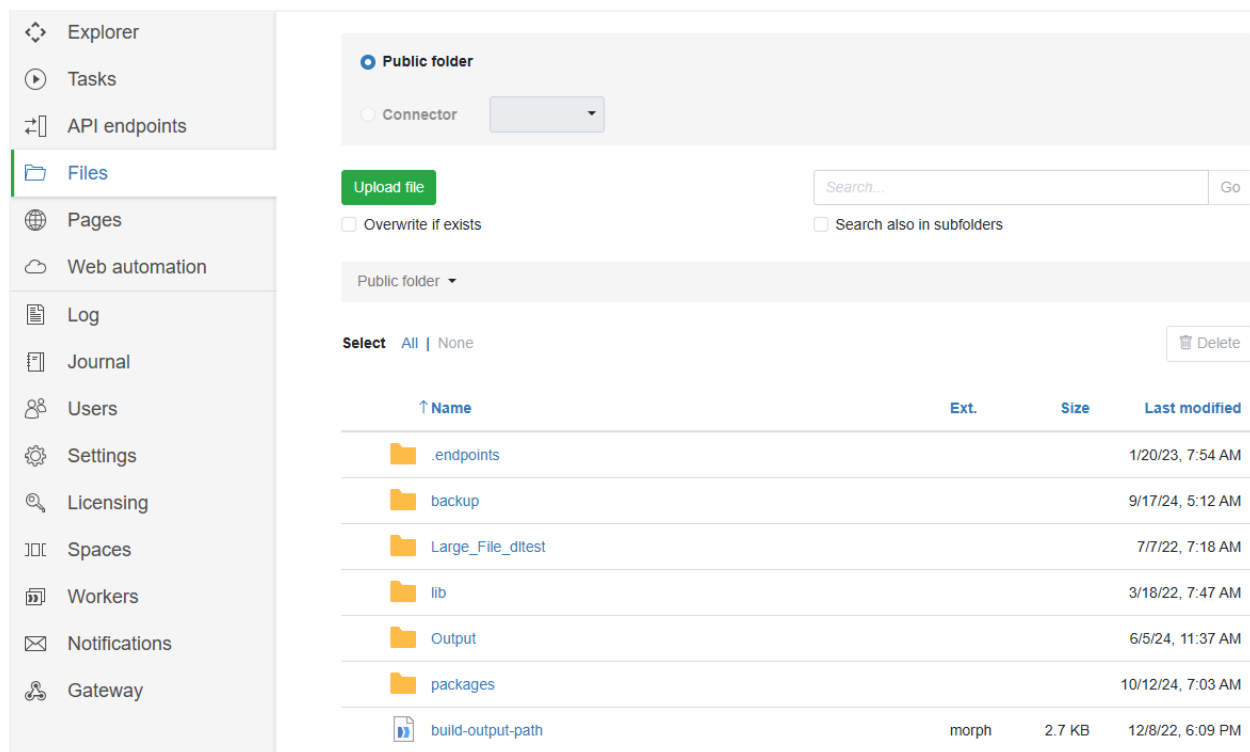 Explorer
Tasks
API endpoints
Files
Pages
Web automation
Log
Journal
Users
Settings
Licensing
Spaces
Workers
Notifications
Gateway
Public folder
Connector
Upload file
Search... Go
Overwrite if exists Search also in subfolders
Public folder
Select All | None Delete
↑ Name Ext. Size Last modified
.endpoints 1/20/23, 7:54 AM
backup 9/17/24, 5:12 AM
Large_File_dltest 7/7/22, 7:18 AM
lib 3/18/22, 7:47 AM
Output 6/5/24, 11:37 AM
packages 10/12/24, 7:03 AM
build-output-path morph 2.7 KB 12/8/22, 6:09 PM